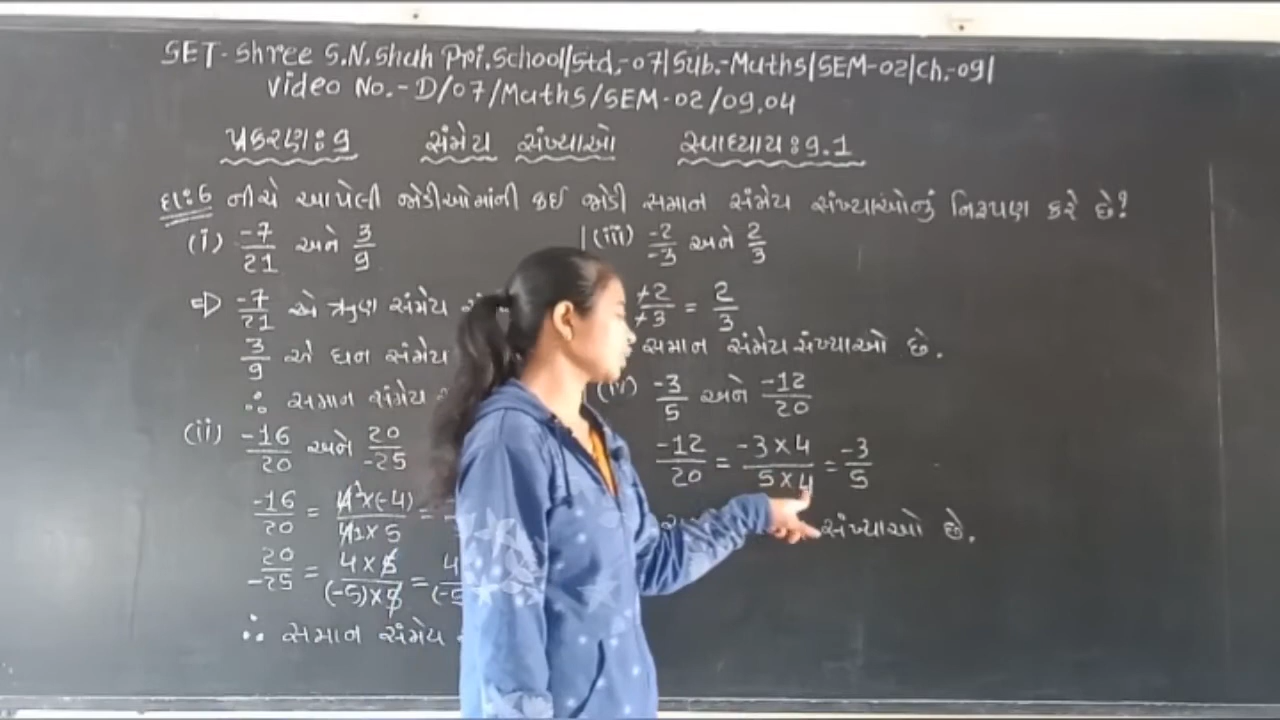 SET - Shree S.N. Shah Pri. School/Std.-07/Sub.-Maths/SEM-02/Ch.-09/
Video No.- D/07/Maths/SEM-02/09.04
પ્રકરણ : 9 સંમેય સંખ્યાઓ સ્વાધ્યાય : 9.1
દા:6 નીચે આપેલી જોડીઓમાંની કઈ જોડી સમાન સંમેય સંખ્યાઓનું નિરૂપણ કરે છે?
(i) -7/21 અને 3/9
⇒ -7/21 એ ઋણ સંમેય
3/9 એ ધન સંમેય
∴ સમાન સંમેય
(ii) -16/20 અને 20/-25
-16/20 = 4×(-4)/4×5 =
20/-25 = 4×5/(-5)×5 = 4/(-5
∴ સમાન સંમેય
(iii) -2/-3 અને 2/3
-2/-3 = 2/3
સમાન સંમેય સંખ્યાઓ છે.
(iv) -3/5 અને -12/20
-12/20 = -3×4/5×4 = -3/5
સંખ્યાઓ છે.